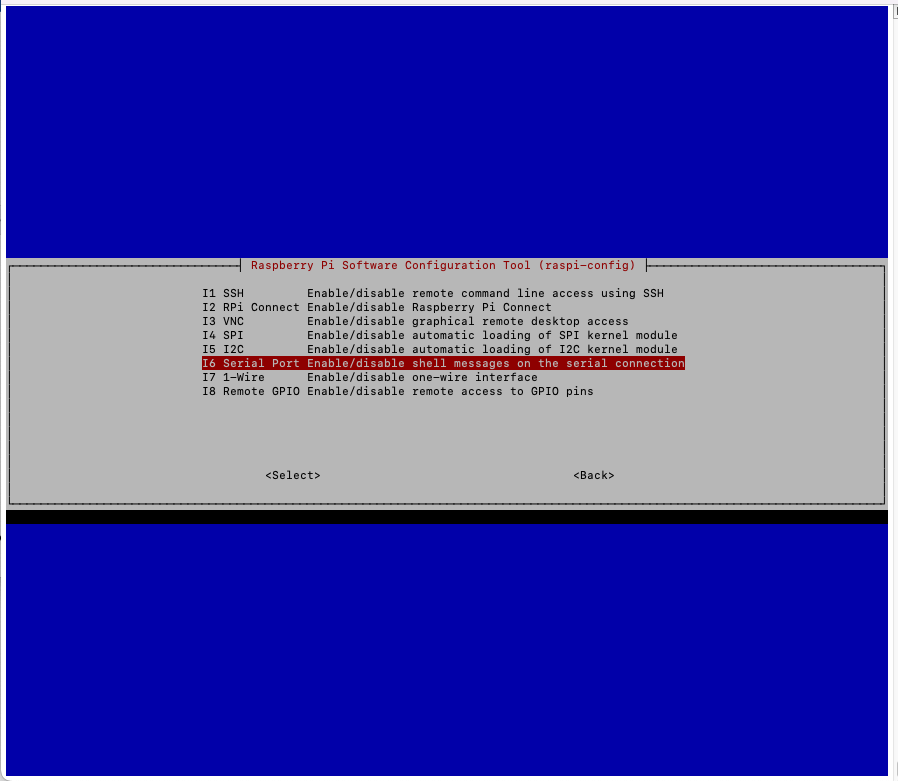 Raspberry Pi Software Configuration Tool (raspi-config)
I1 SSH Enable/disable remote command line access using SSH
I2 RPi Connect Enable/disable Raspberry Pi Connect
I3 VNC Enable/disable graphical remote desktop access
I4 SPI Enable/disable automatic loading of SPI kernel module
I5 I2C Enable/disable automatic loading of I2C kernel module
I6 Serial Port Enable/disable shell messages on the serial connection
I7 1-Wire Enable/disable one-wire interface
I8 Remote GPIO Enable/disable remote access to GPIO pins
<Select> <Back>